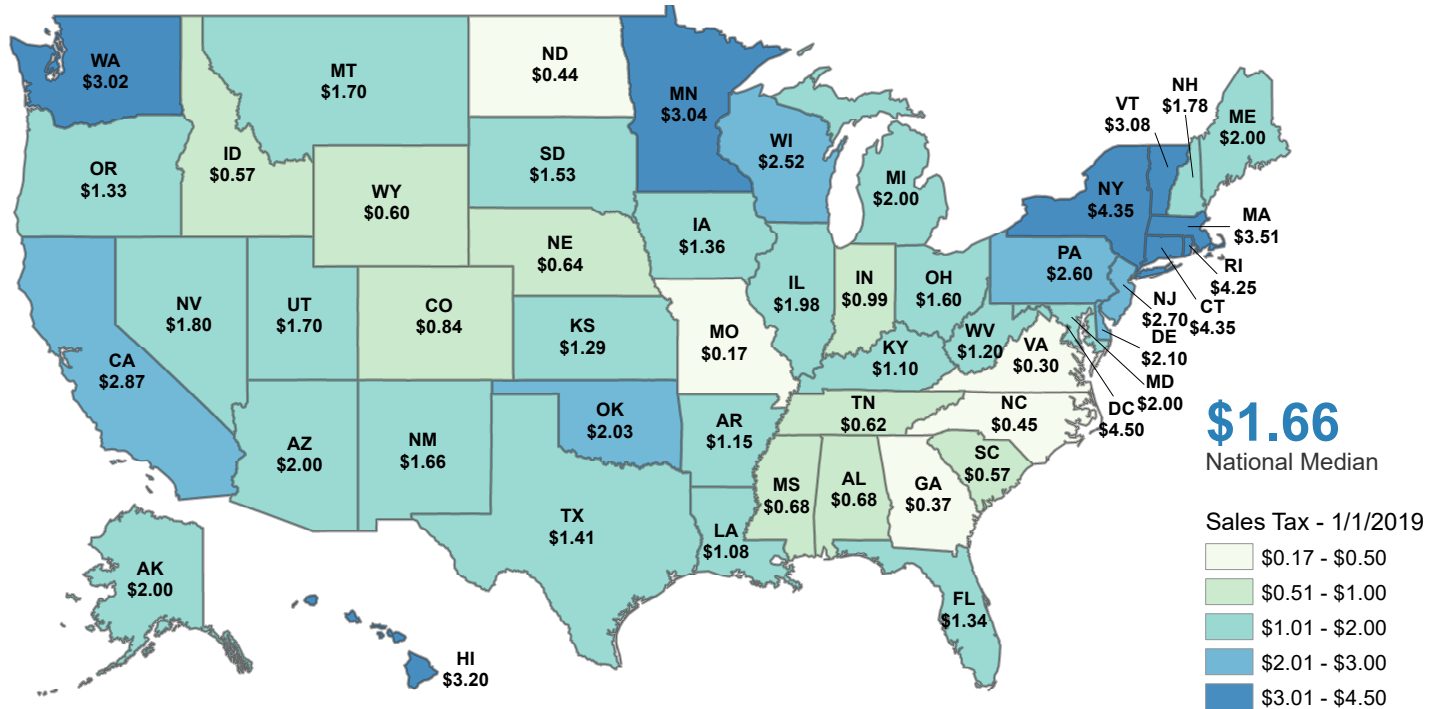 WA
$3.02
MT
$1.70
ND
$0.44
MN
$3.04
OR
$1.33
ID
$0.57
WY
$0.60
SD
$1.53
WI
$2.52
MI
$2.00
VT
$3.08
NH
$1.78
ME
$2.00
NY
$4.35
MA
$3.51
RI
$4.25
CT
$4.35
NJ
$2.70
DE
$2.10
MD
$2.00
DC
$4.50
PA
$2.60
NE
$0.64
IA
$1.36
IL
$1.98
IN
$0.99
OH
$1.60
NV
$1.80
UT
$1.70
CO
$0.84
KS
$1.29
MO
$0.17
KY
$1.10
WV
$1.20
VA
$0.30
CA
$2.87
AZ
$2.00
NM
$1.66
OK
$2.03
AR
$1.15
TN
$0.62
NC
$0.45
SC
$0.57
MS
$0.68
AL
$0.68
GA
$0.37
TX
$1.41
LA
$1.08
FL
$1.34
AK
$2.00
HI
$3.20
$1.66
National Median
Sales Tax - 1/1/2019
$0.17 - $0.50
$0.51 - $1.00
$1.01 - $2.00
$2.01 - $3.00
$3.01 - $4.50